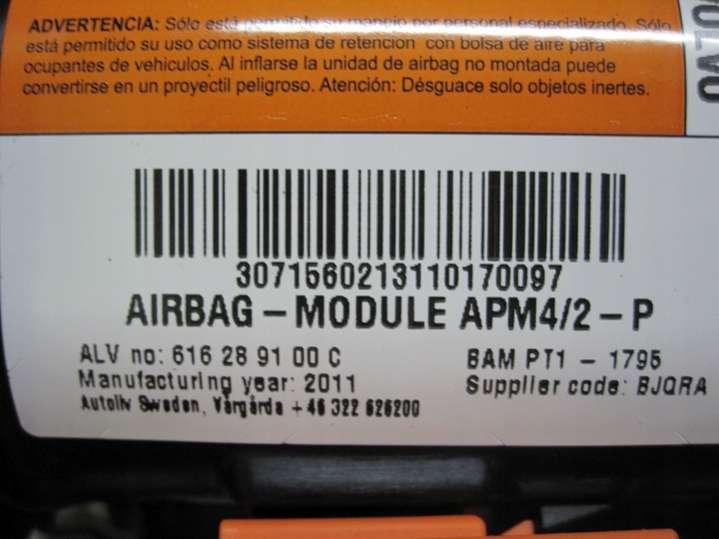 ADVERTENCIA: Sólo está permitido su manejo por personal especializado. Sólo
está permitido su uso como sistema de retención con bolsa de aire para
ocupantes de vehiculos. Al inflarse la unidad de airbag no montada puede
convertirse en un proyectil peligroso. Atención: Désguace solo objetos inertes.
30715602131101170097
AIRBAG - MODULE APM4/2 - P
ALV no: 616 28 91 00 C
BAM PT1 - 1795
Manufacturing year: 2011
Supplier code: BJQRA
Autoliv Sweden, Vårgårda + 46 322 626200